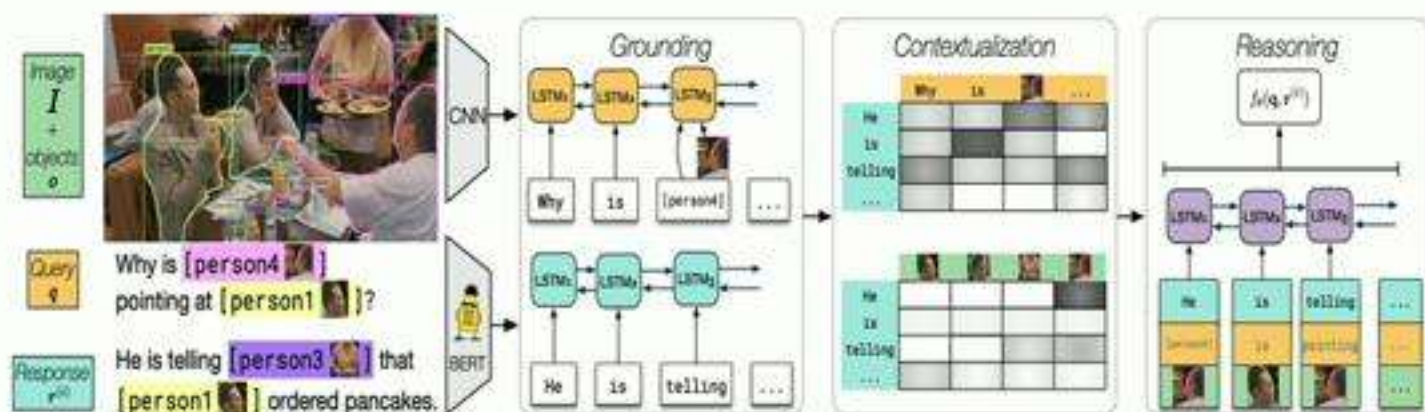 Image
I
+
objects
o
Query
q
Response
r⁽ⁱ⁾
Why is [person4 ]
pointing at [person1 ]?
He is telling [person3 ] that
[person1 ] ordered pancakes.
CNN
BERT
Grounding
LSTM₁ LSTM₂ LSTM₃
Why is [person4] ...
LSTM₁ LSTM₂ LSTM₃
He is telling ...
Contextualization
Why is ...
He
is
telling
...
He
is
telling
...
Reasoning
LSTM₁ LSTM₂ LSTM₃
He is telling ...
is pointing ...
...